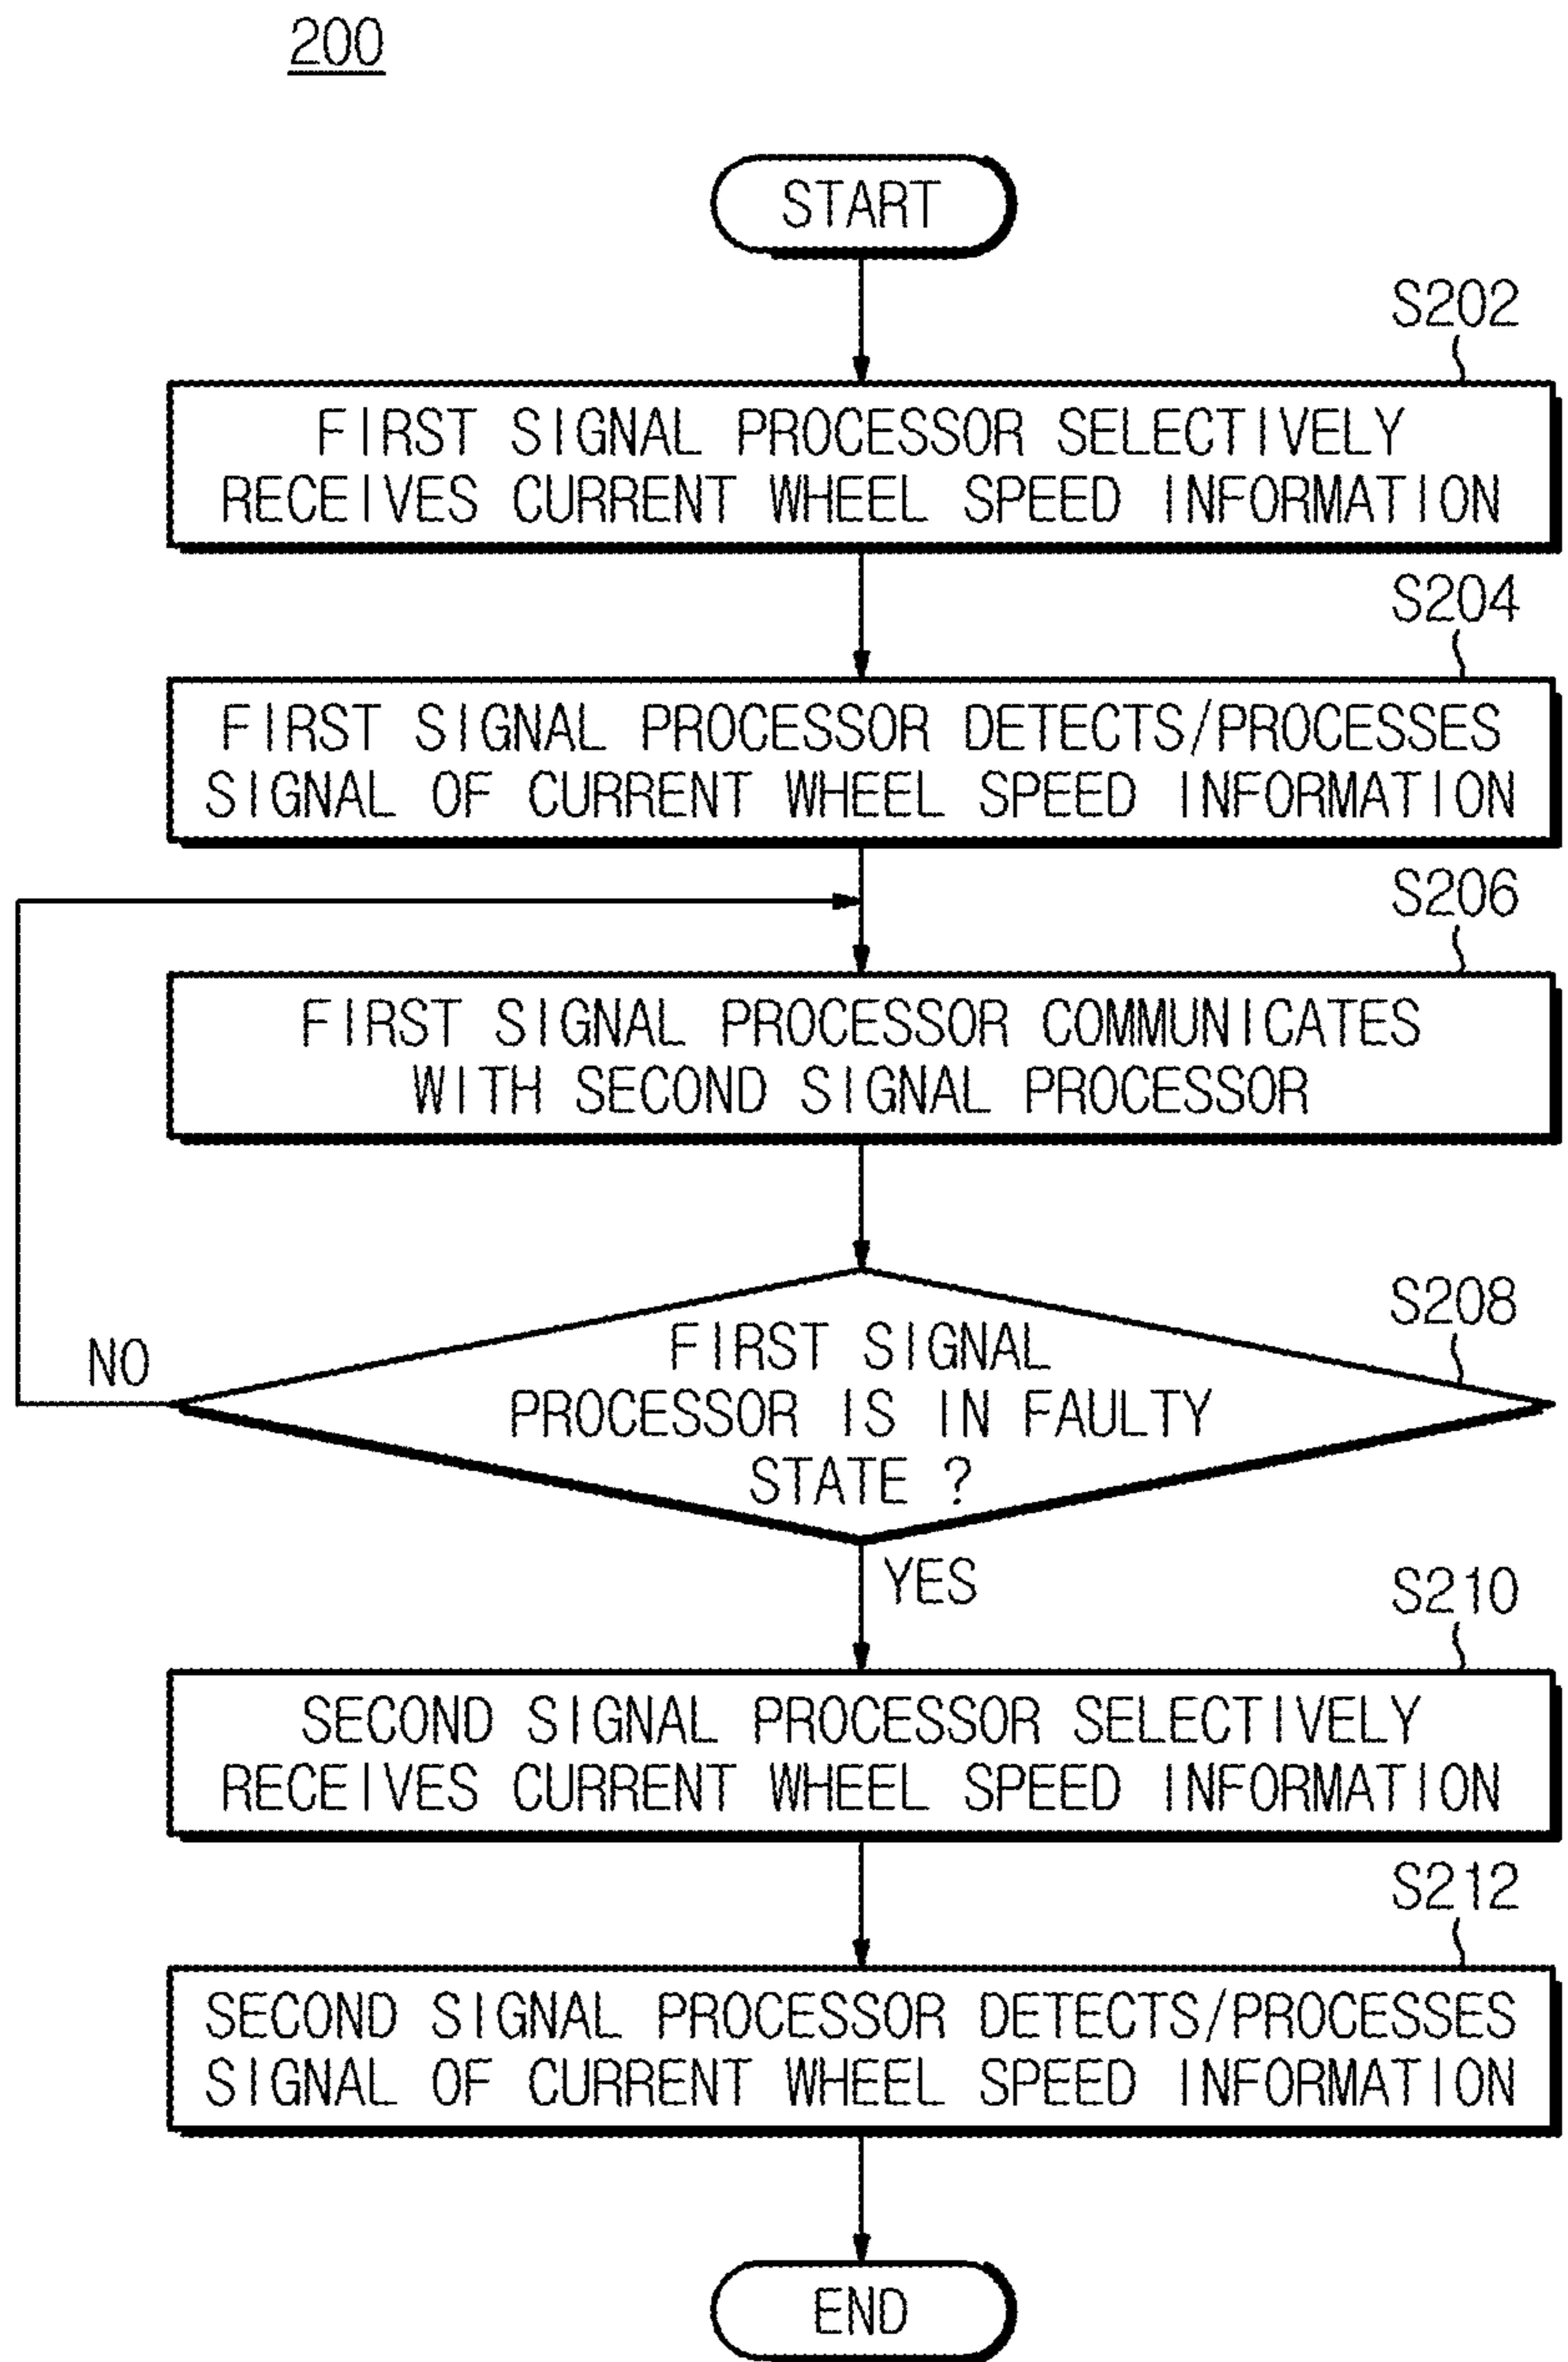 200
START
S202
FIRST SIGNAL PROCESSOR SELECTIVELY
RECEIVES CURRENT WHEEL SPEED INFORMATION
S204
FIRST SIGNAL PROCESSOR DETECTS/PROCESSES
SIGNAL OF CURRENT WHEEL SPEED INFORMATION
S206
FIRST SIGNAL PROCESSOR COMMUNICATES
WITH SECOND SIGNAL PROCESSOR
S208
FIRST SIGNAL
PROCESSOR IS IN FAULTY
STATE ?
NO
YES
S210
SECOND SIGNAL PROCESSOR SELECTIVELY
RECEIVES CURRENT WHEEL SPEED INFORMATION
S212
SECOND SIGNAL PROCESSOR DETECTS/PROCESSES
SIGNAL OF CURRENT WHEEL SPEED INFORMATION
END